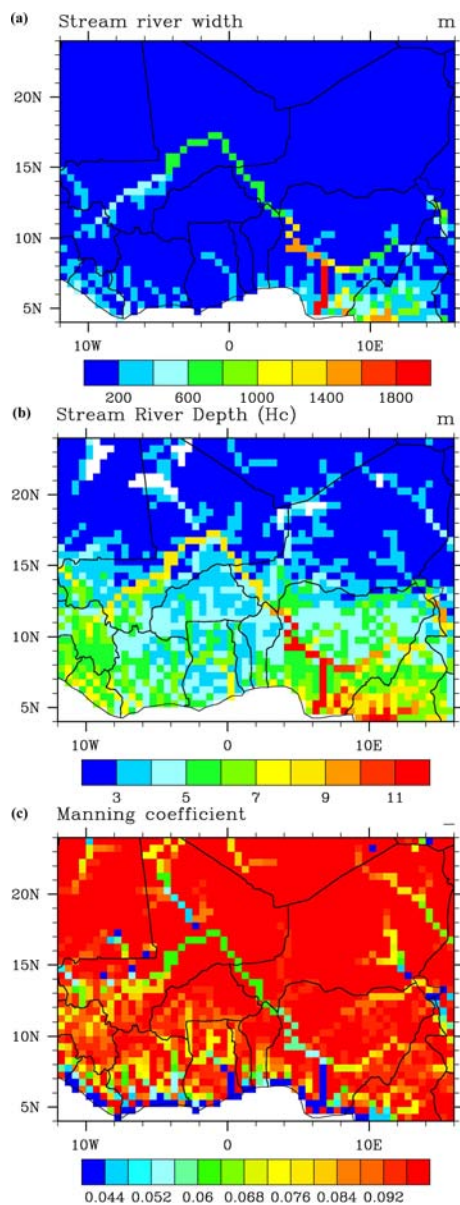 (a)
Stream river width m
20N
15N
10N
5N
10W 0 10E
200 600 1000 1400 1800
(b)
Stream River Depth (Hc) m
20N
15N
10N
5N
10W 0 10E
3 5 7 9 11
(c)
Manning coefficient _
20N
15N
10N
5N
10W 0 10E
0.044 0.052 0.06 0.068 0.076 0.084 0.092